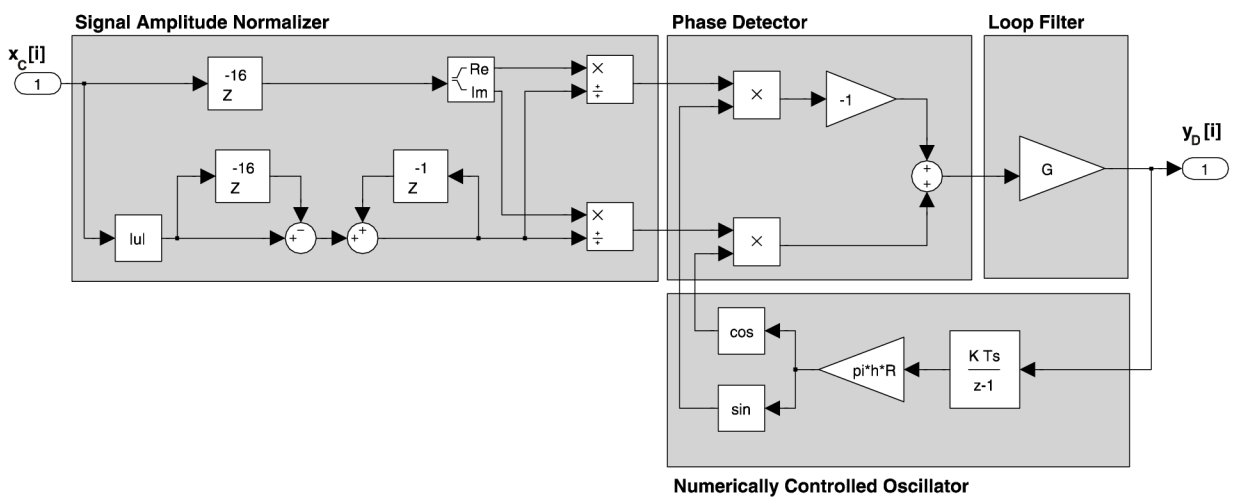 Signal Amplitude Normalizer
Phase Detector
Loop Filter
x_C[i]
1
-16
Z
Re
Im
×
÷
×
-1
-16
Z
-1
Z
|u|
−
+
+
+
×
÷
×
+
+
G
y_D[i]
1
cos
sin
pi*h*R
K Ts
z-1
Numerically Controlled Oscillator